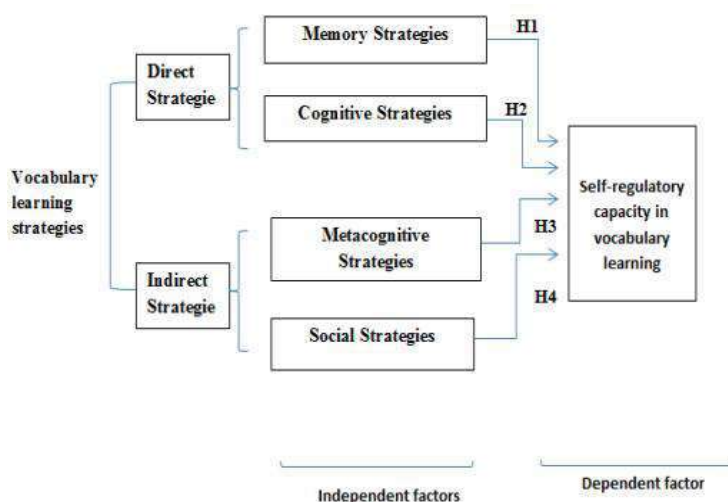 Memory Strategies
H1
Direct
Strategie
Cognitive Strategies
H2
Vocabulary
learning
strategies
Self-regulatory
capacity in
vocabulary
learning
Metacognitive
Strategies
H3
Indirect
Strategie
Social Strategies
H4
Independent factors
Dependent factor